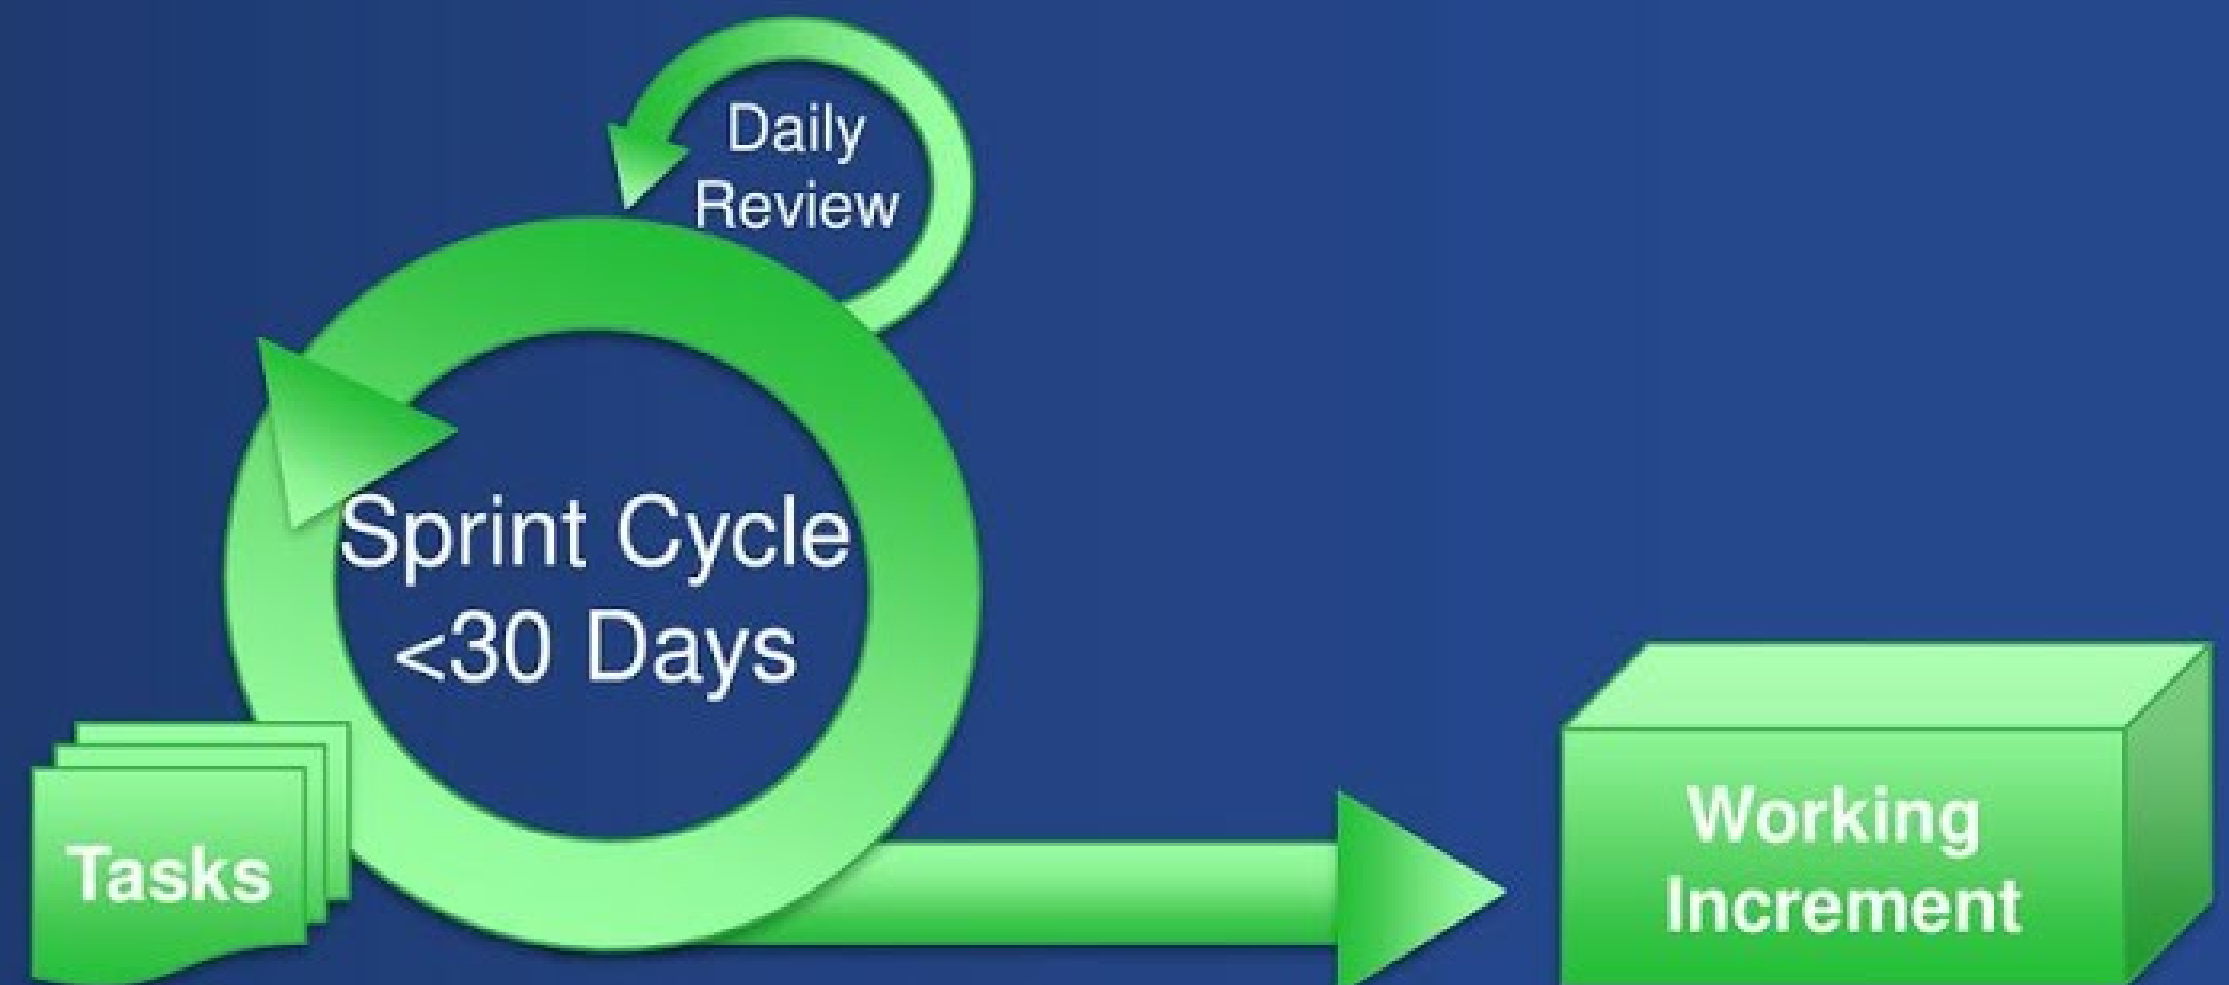 Daily
Review
Sprint Cycle
<30 Days
Tasks
Working
Increment